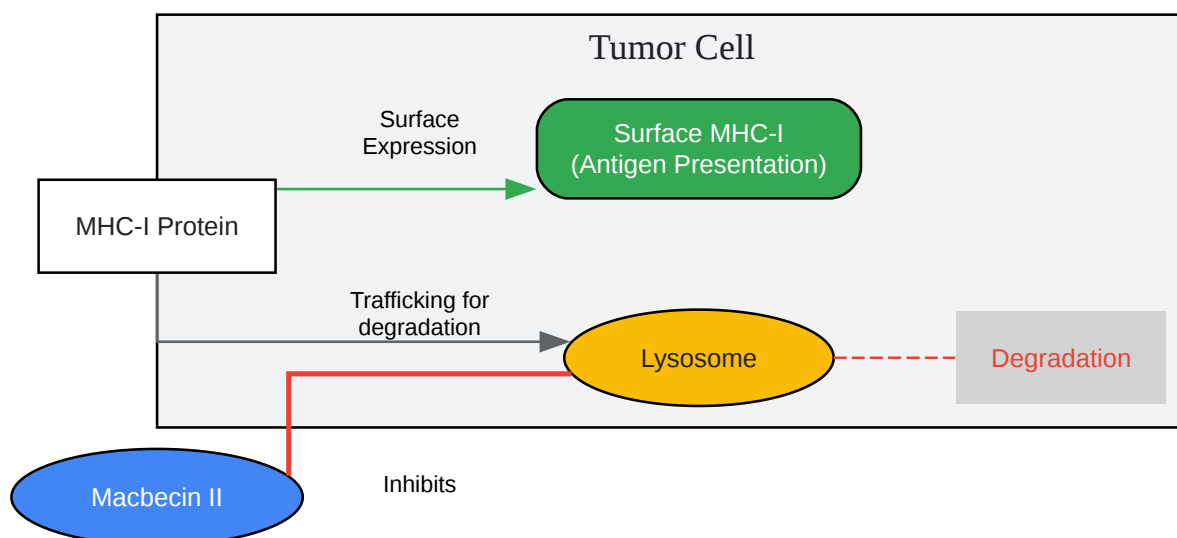 Tumor Cell
Surface
Expression
Surface MHC-I
(Antigen Presentation)
MHC-I Protein
Trafficking for
degradation
Lysosome
Degradation
Macbecin II
Inhibits